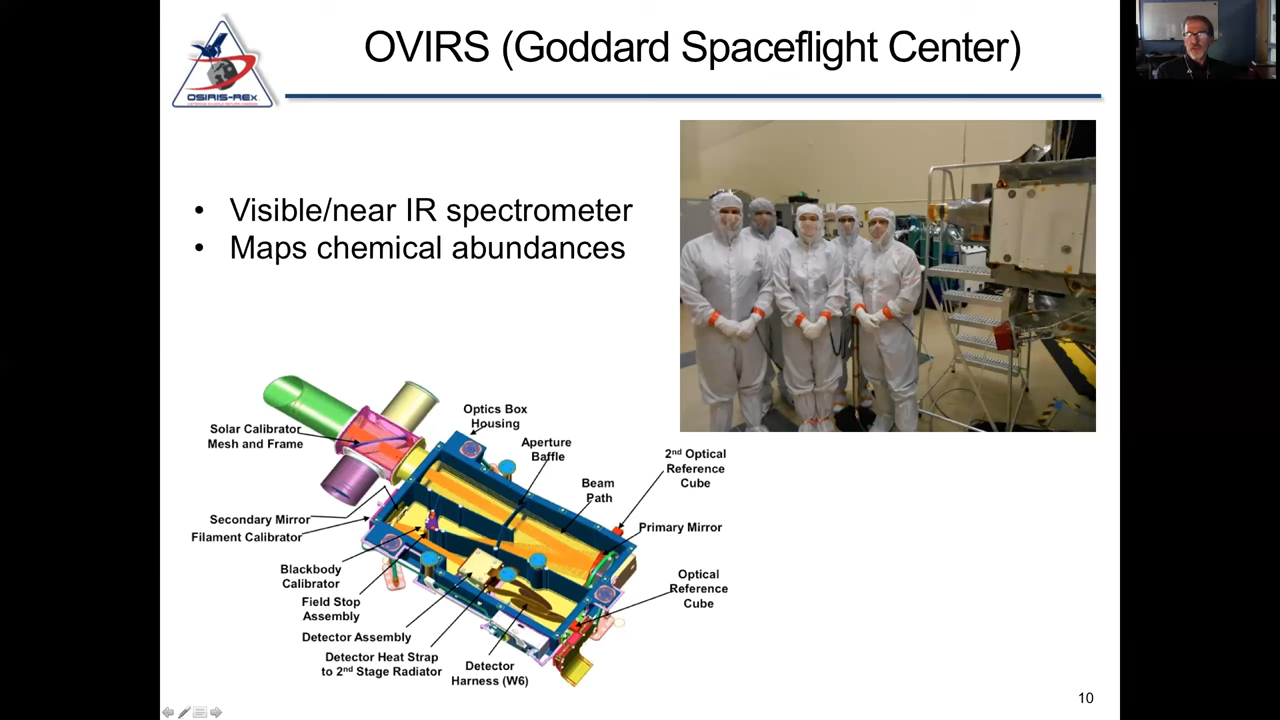 OVIRS (Goddard Spaceflight Center)
OSIRIS-REx
• Visible/near IR spectrometer
• Maps chemical abundances
Optics Box
Housing
Solar Calibrator
Mesh and Frame
Aperture
Baffle
2nd Optical
Reference
Cube
Beam
Path
Secondary Mirror
Primary Mirror
Filament Calibrator
Blackbody
Calibrator
Optical
Reference
Cube
Field Stop
Assembly
Detector Assembly
Detector Heat Strap
to 2nd Stage Radiator
Detector
Harness (W6)
10